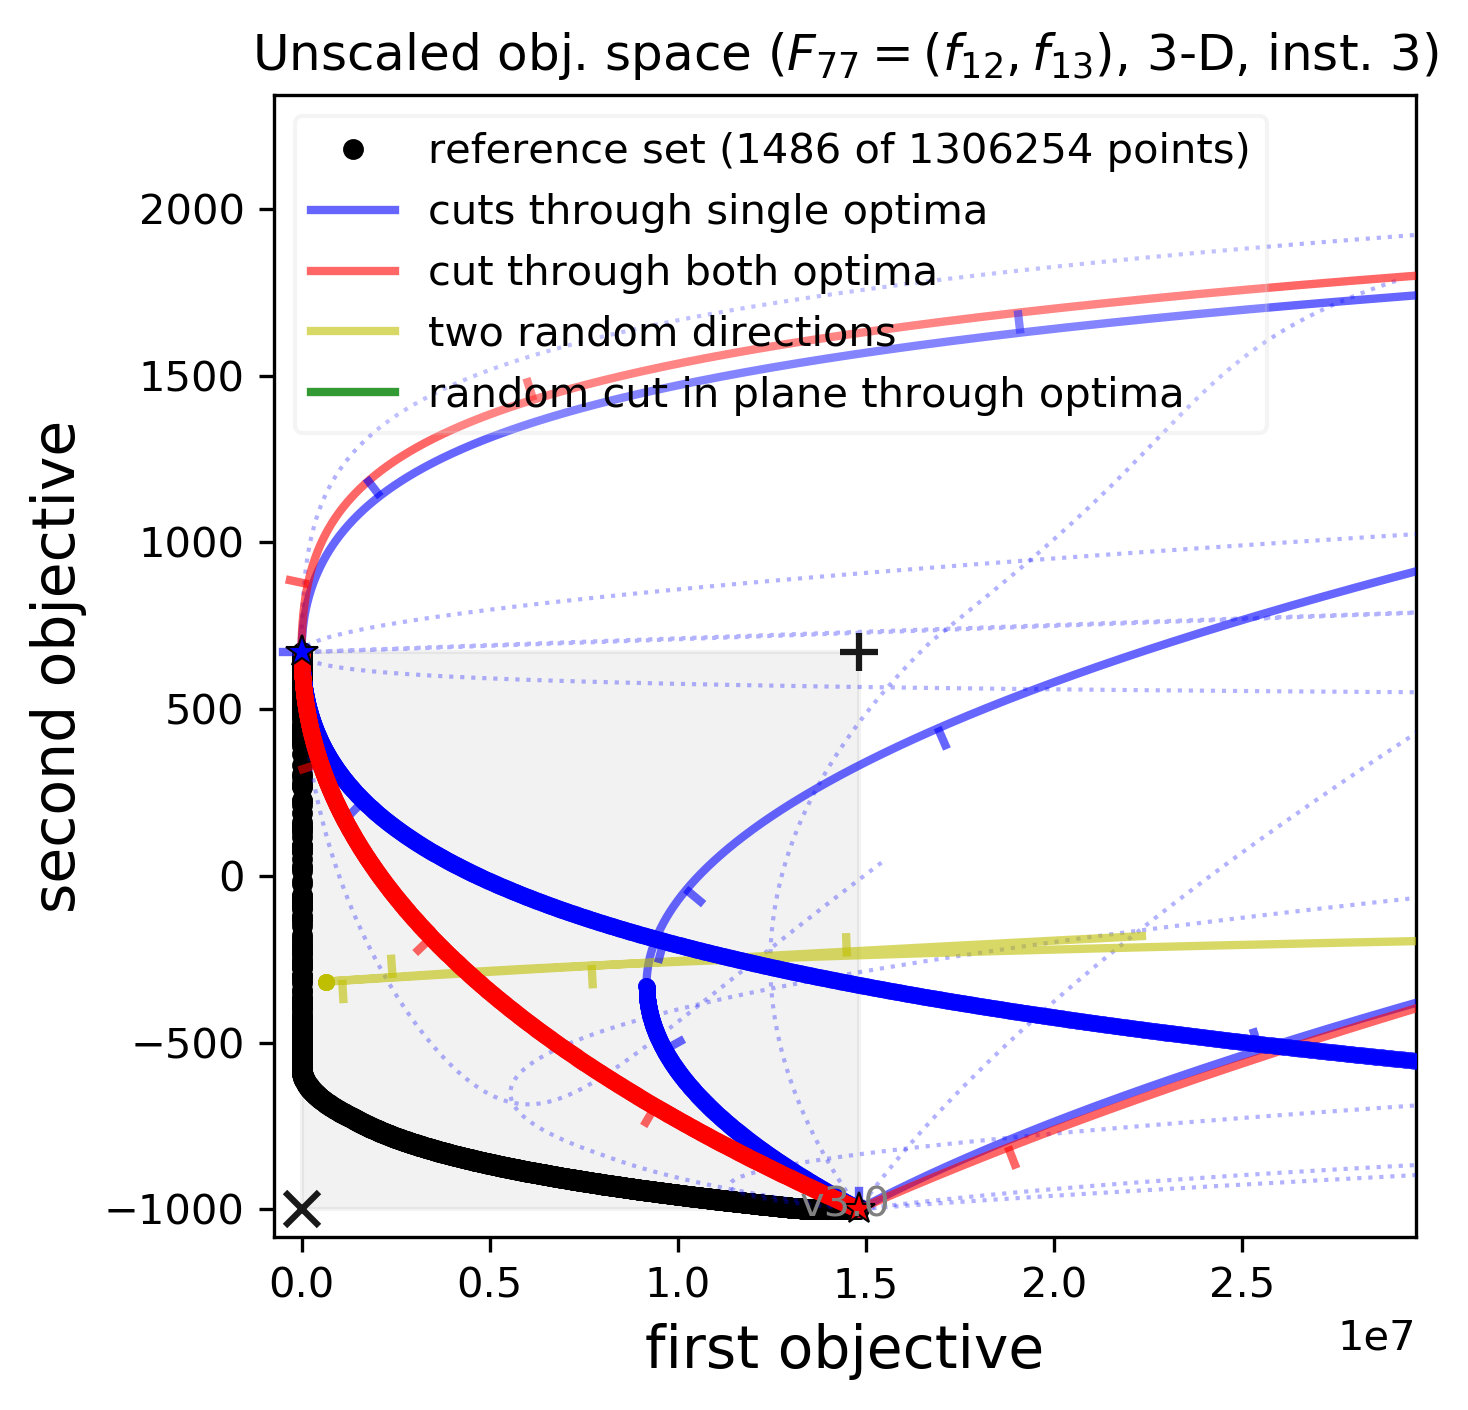 Unscaled obj. space (F77 = (f12, f13), 3-D, inst. 3)
reference set (1486 of 1306254 points)
cuts through single optima
cut through both optima
two random directions
random cut in plane through optima
second objective
2000
1500
1000
500
0
−500
−1000
v3.0
0.0 0.5 1.0 1.5 2.0 2.5
1e7
first objective